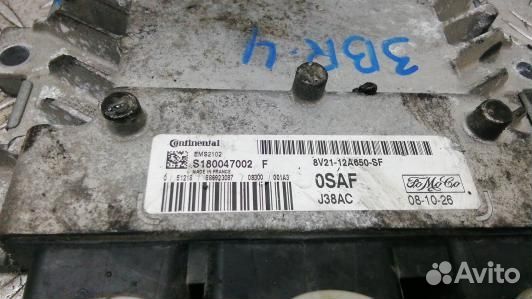 3BR-4
Continental
EMS2102
S180047002 F
MADE IN FRANCE
8V21-12A650-SF
0SAF
J38AC
FoMoCo
08-10-26
Avito